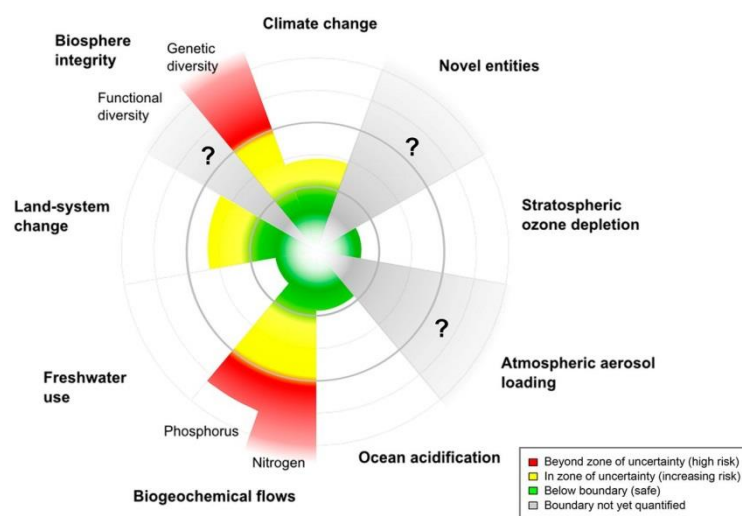 Climate change
Biosphere
integrity
Genetic
diversity
Novel entities
Functional
diversity
?
?
Land-system
change
Stratospheric
ozone depletion
?
Freshwater
use
Atmospheric aerosol
loading
Phosphorus
Nitrogen
Ocean acidification
Biogeochemical flows
Beyond zone of uncertainty (high risk)
In zone of uncertainty (increasing risk)
Below boundary (safe)
Boundary not yet quantified